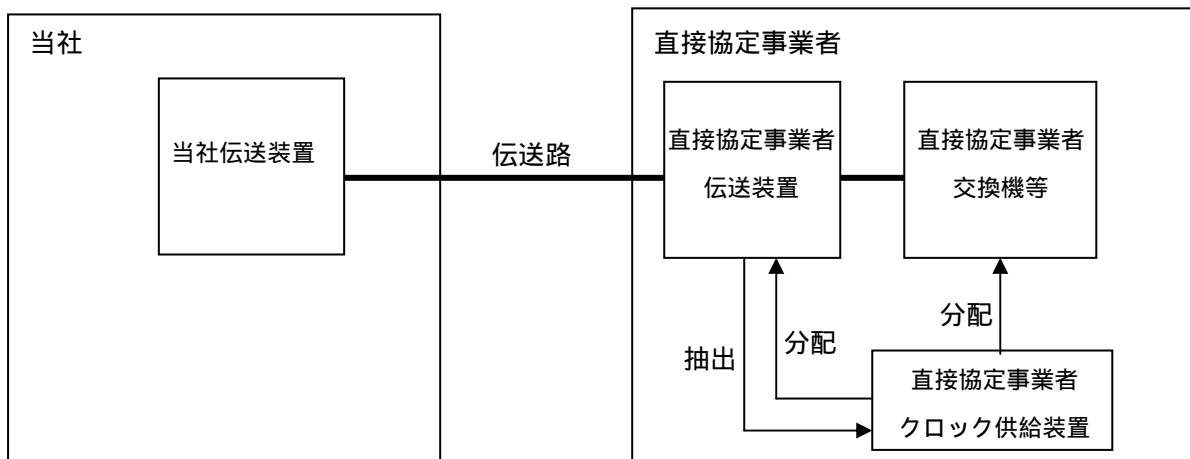 当社
当社伝送装置
伝送路
直接協定事業者
直接協定事業者
伝送装置
直接協定事業者
交換機等
抽出
分配
分配
直接協定事業者
クロック供給装置